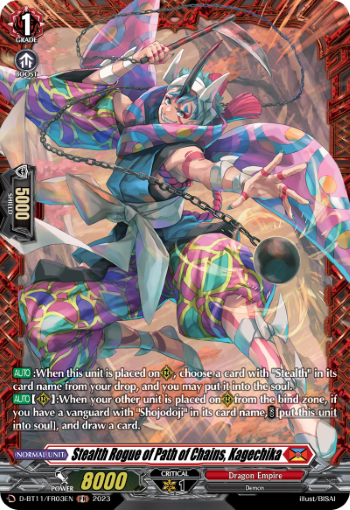 1
GRADE
BOOST
5000
SHIELD
AUTO:When this unit is placed on R, choose a card with "Stealth" in its
card name from your drop, and you may put it into the soul.
AUTO【R】:When your other unit is placed on R from the bind zone, if
you have a vanguard with "Shojodoji" in its card name, [put this unit
into soul], and draw a card.
NORMAL UNIT
Stealth Rogue of Path of Chains, Kagechika
POWER 8000
CRITICAL
1
Dragon Empire
Demon
D-BT11/FR03EN FR 2023
illust/BISAI